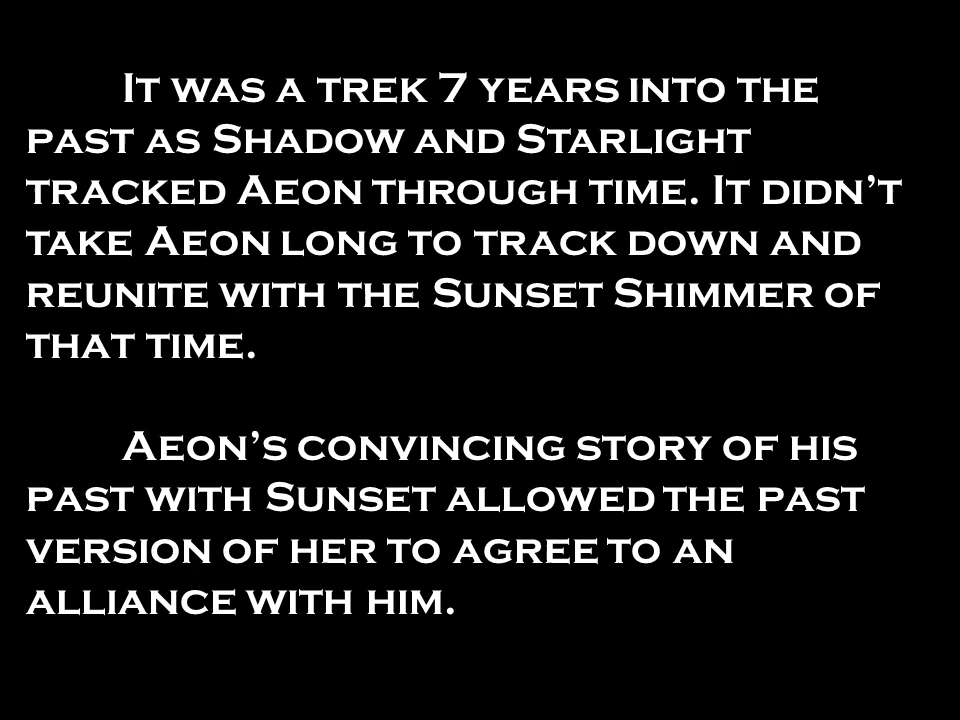 It was a trek 7 years into the
past as Shadow and Starlight
tracked Aeon through time. It didn’t
take Aeon long to track down and
reunite with the Sunset Shimmer of
that time.
Aeon’s convincing story of his
past with Sunset allowed the past
version of her to agree to an
alliance with him.